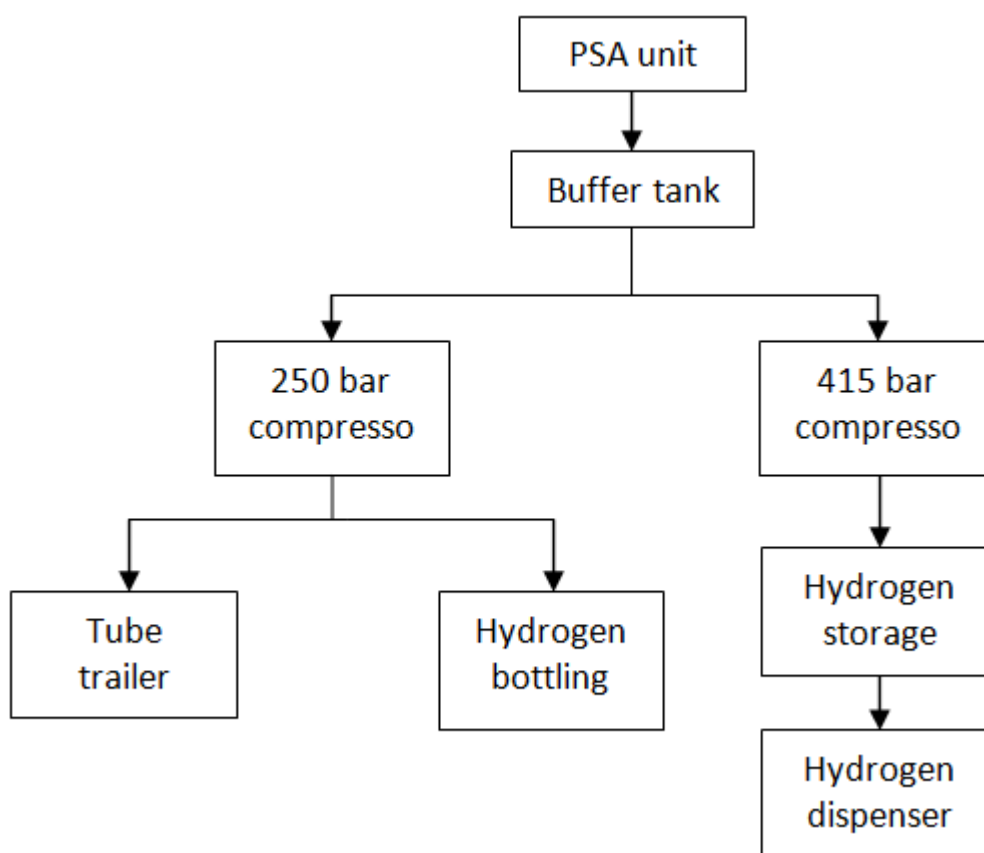 PSA unit
Buffer tank
250 bar
compresso
415 bar
compresso
Tube
trailer
Hydrogen
bottling
Hydrogen
storage
Hydrogen
dispenser